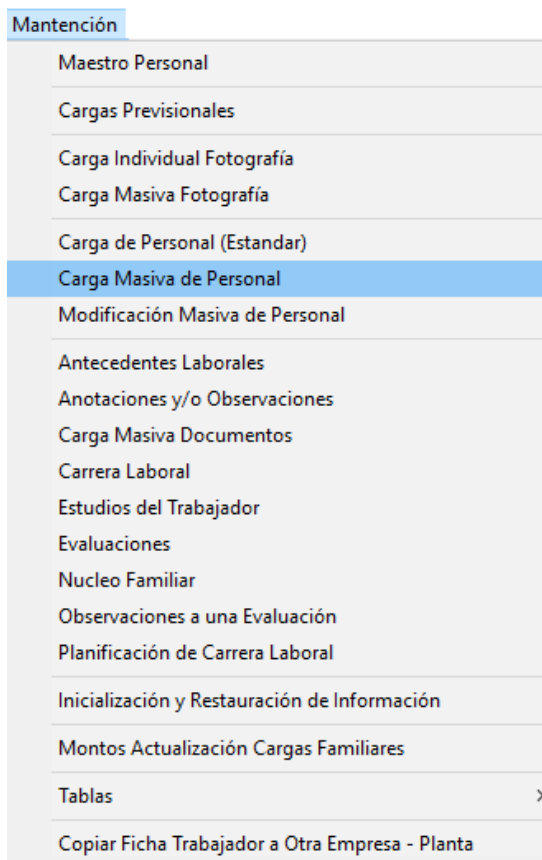 Mantención
Maestro Personal
Cargas Previsionales
Carga Individual Fotografía
Carga Masiva Fotografía
Carga de Personal (Estandar)
Carga Masiva de Personal
Modificación Masiva de Personal
Antecedentes Laborales
Anotaciones y/o Observaciones
Carga Masiva Documentos
Carrera Laboral
Estudios del Trabajador
Evaluaciones
Nucleo Familiar
Observaciones a una Evaluación
Planificación de Carrera Laboral
Inicialización y Restauración de Información
Montos Actualización Cargas Familiares
Tablas
Copiar Ficha Trabajador a Otra Empresa - Planta